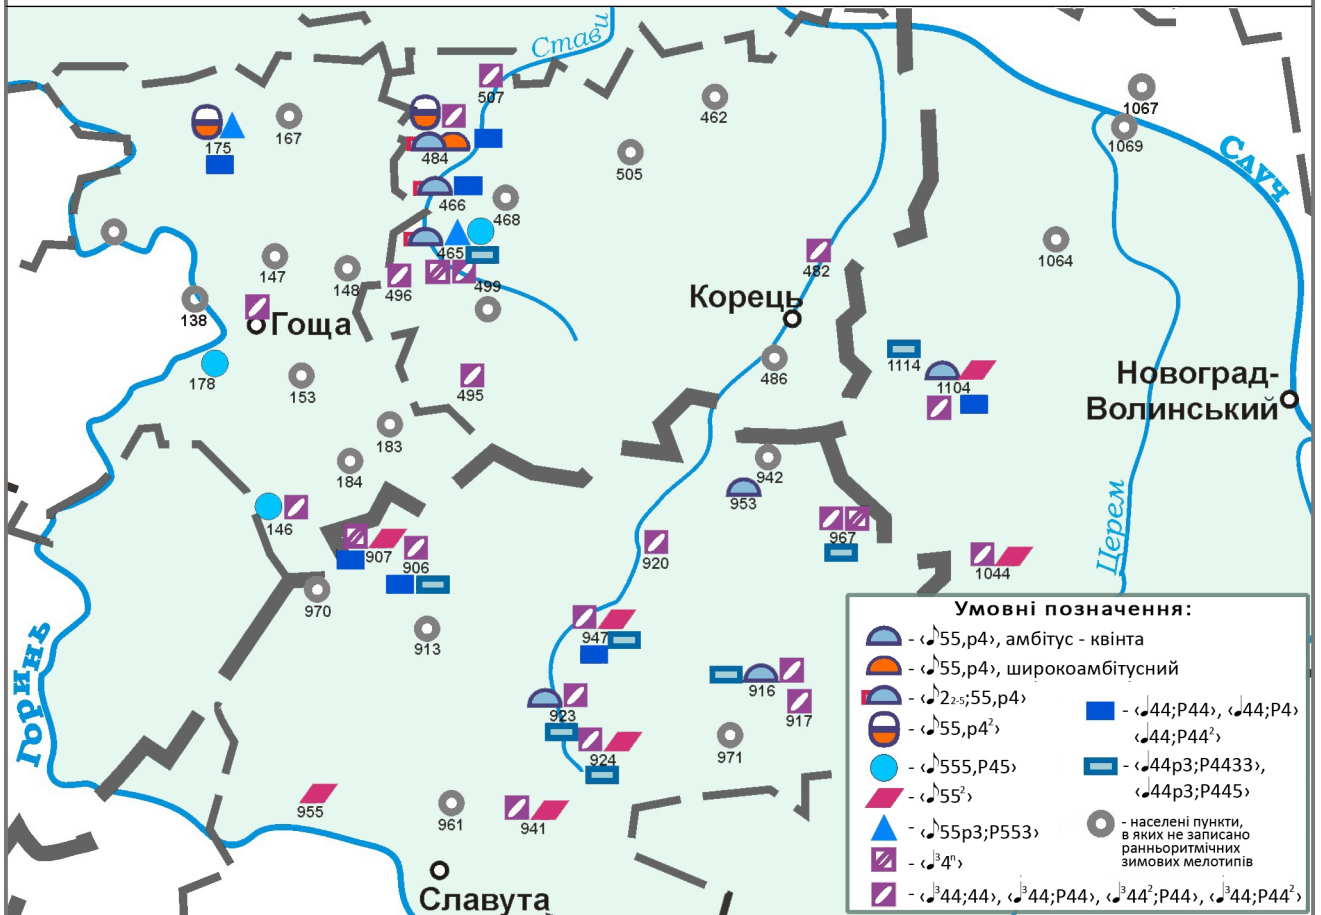 Стави
507
462
1067
1069
175
167
484
505
Случ
466
468
465
147
148
496
499
482
1064
138
Гоща
Корець
178
153
495
486
1114
1104
Новоград-
Волинський
183
184
942
953
146
907
906
920
967
1044
Церем
970
913
947
916
923
917
924
971
Горинь
955
961
941
Славута
Умовні позначення:
- ‹♪55,р4›, амбітус - квінта
- ‹♪55,р4›, широкоамбітусний
- ‹♪2₂₋₅;55,р4›
- ‹♪55,р4²›
- ‹♪555,Р45›
- ‹♪55²›
- ‹♪55р3;Р553›
- ‹♩³4ⁿ›
- ‹♩³44;44›, ‹♩³44;Р44›, ‹♩³44²;Р44›, ‹♩³44;Р44²›
- ‹♩44;Р44›, ‹♩44;Р4›
‹♩44;Р44²›
- ‹♩44р3;Р4433›,
‹♩44р3;Р445›
- населені пункти,
в яких не записано
ранньоритмічних
зимових мелотипів